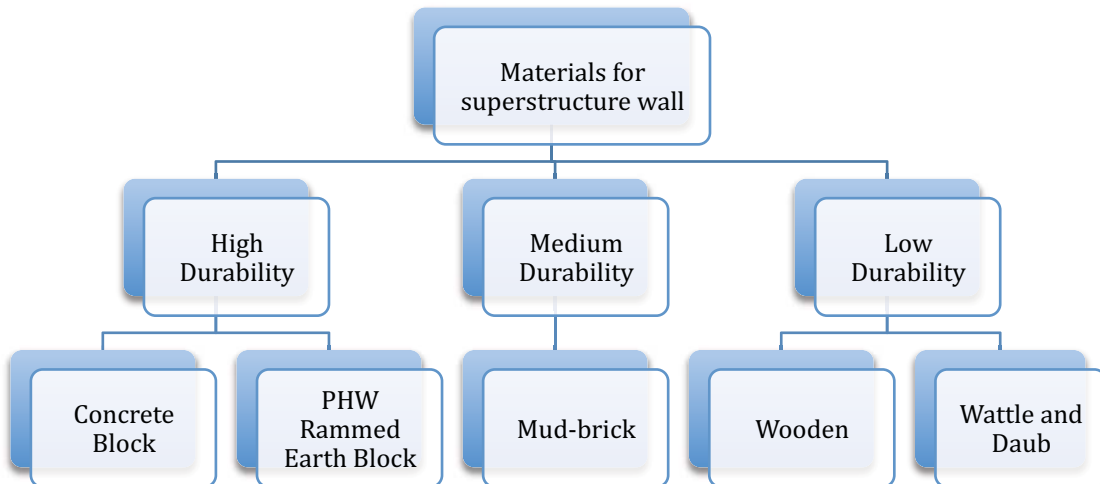 Materials for
superstructure wall
High
Durability
Medium
Durability
Low
Durability
Concrete
Block
PHW
Rammed
Earth Block
Mud-brick
Wooden
Wattle and
Daub